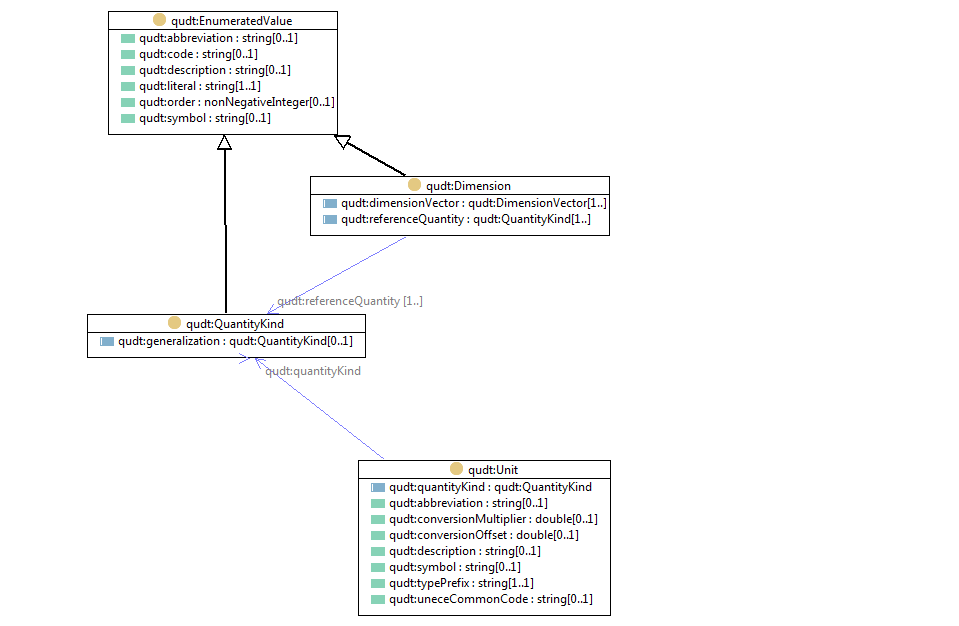 qudt:EnumeratedValue
qudt:abbreviation : string[0..1]
qudt:code : string[0..1]
qudt:description : string[0..1]
qudt:literal : string[1..1]
qudt:order : nonNegativeInteger[0..1]
qudt:symbol : string[0..1]
qudt:Dimension
qudt:dimensionVector : qudt:DimensionVector[1..]
qudt:referenceQuantity : qudt:QuantityKind[1..]
qudt:referenceQuantity [1..]
qudt:QuantityKind
qudt:generalization : qudt:QuantityKind[0..1]
qudt:quantityKind
qudt:Unit
qudt:quantityKind : qudt:QuantityKind
qudt:abbreviation : string[0..1]
qudt:conversionMultiplier : double[0..1]
qudt:conversionOffset : double[0..1]
qudt:description : string[0..1]
qudt:symbol : string[0..1]
qudt:typePrefix : string[1..1]
qudt:uneceCommonCode : string[0..1]